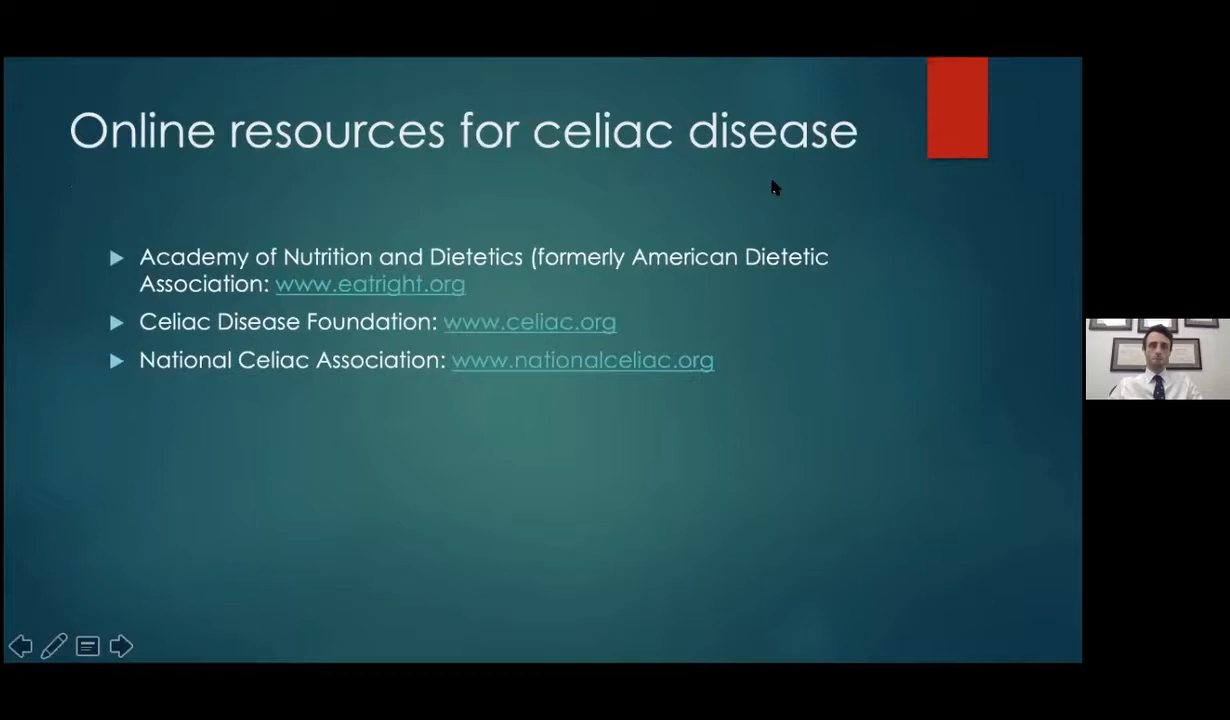 Online resources for celiac disease
Academy of Nutrition and Dietetics (formerly American Dietetic
Association: www.eatright.org
Celiac Disease Foundation: www.celiac.org
National Celiac Association: www.nationalceliac.org